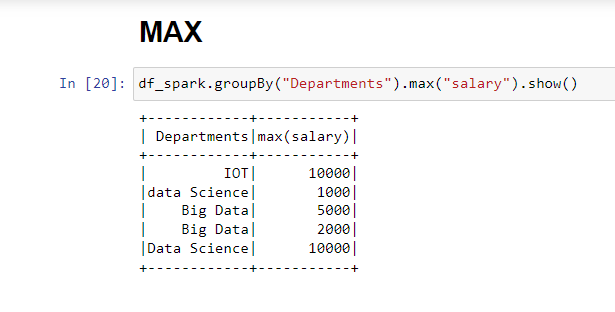 MAX
In [20]: df_spark.groupBy("Departments").max("salary").show()
+------------+-----------+
| Departments|max(salary)|
+------------+-----------+
|         IOT|      10000|
|data Science|       1000|
|    Big Data|       5000|
|    Big Data|       2000|
|Data Science|      10000|
+------------+-----------+